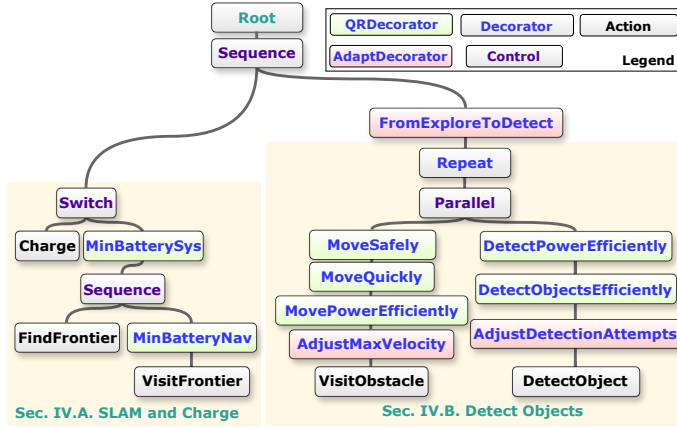 Root
Sequence
QRDecorator
Decorator
Action
AdaptDecorator
Control
Legend
FromExploreToDetect
Repeat
Parallel
Switch
Charge
MinBatterySys
Sequence
FindFrontier
MinBatteryNav
VisitFrontier
Sec. IV.A. SLAM and Charge
MoveSafely
MoveQuickly
MovePowerEfficiently
AdjustMaxVelocity
VisitObstacle
DetectPowerEfficiently
DetectObjectsEfficiently
AdjustDetectionAttempts
DetectObject
Sec. IV.B. Detect Objects